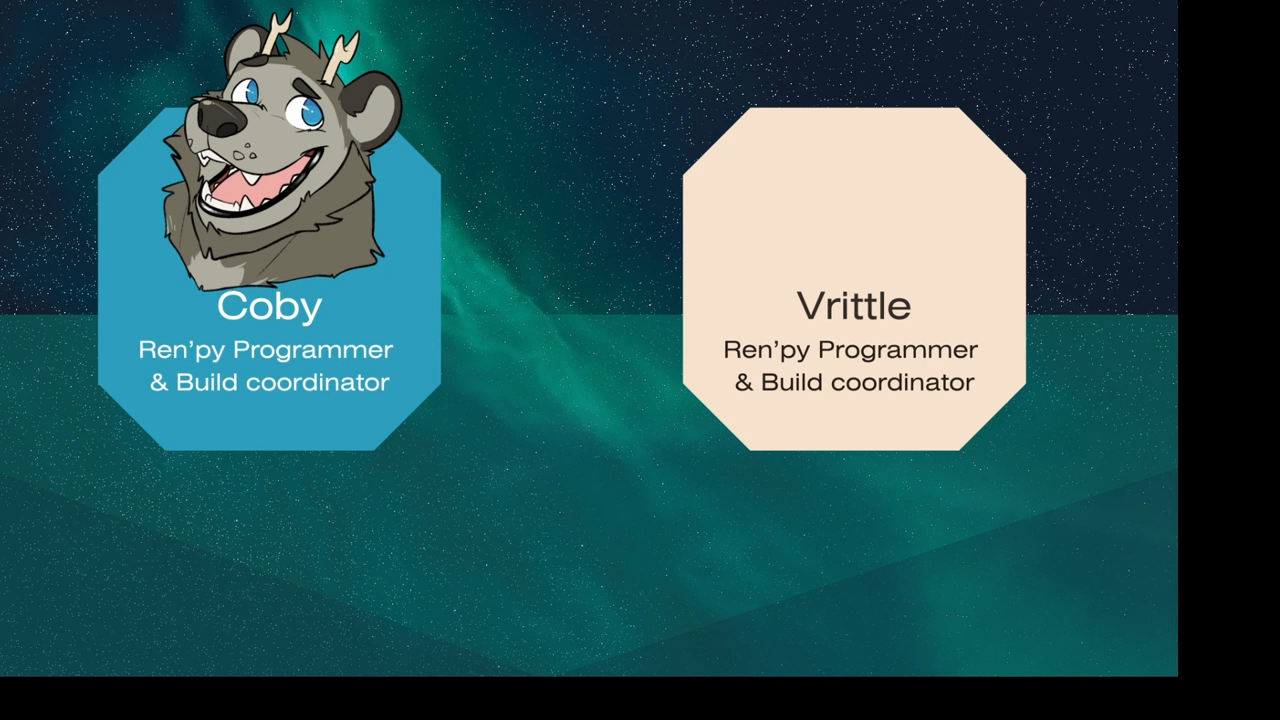 Coby
Ren’py Programmer
& Build coordinator
Vrittle
Ren’py Programmer
& Build coordinator